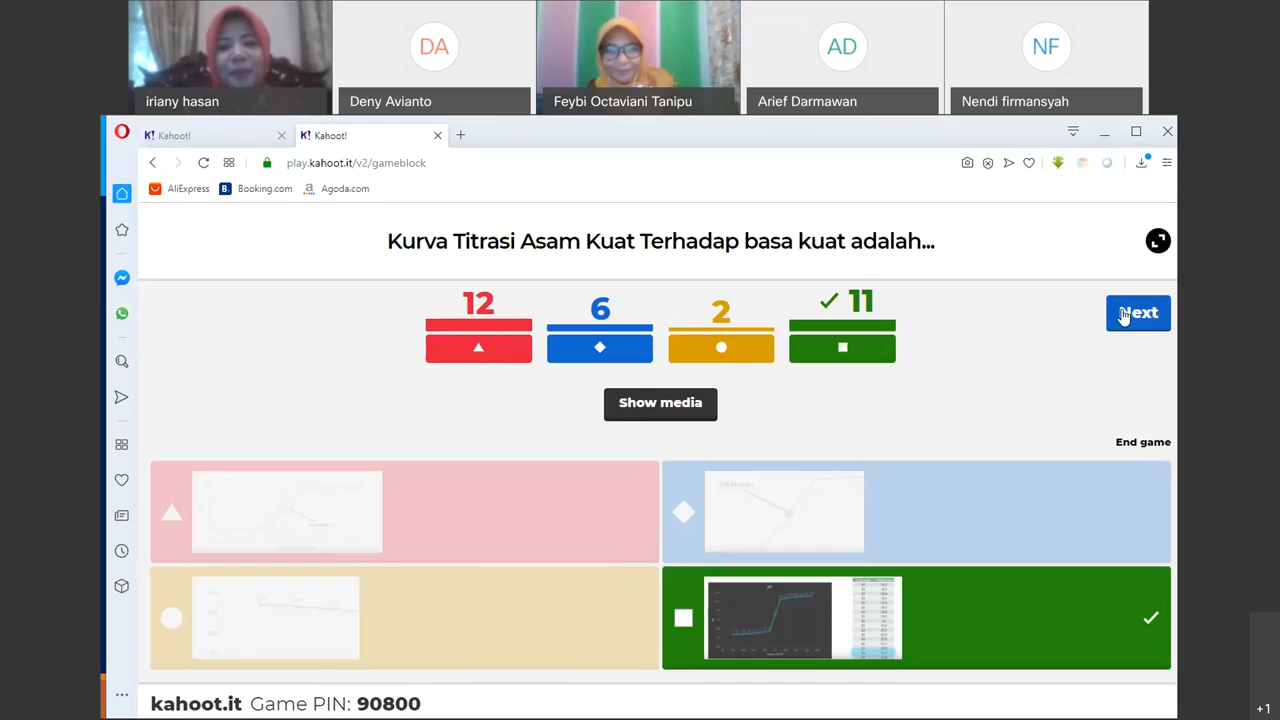 DA
AD
NF
iriany hasan
Deny Avianto
Feybi Octaviani Tanipu
Arief Darmawan
Nendi firmansyah
K! Kahoot!
K! Kahoot!
play.kahoot.it/v2/gameblock
AliExpress
B. Booking.com
a Agoda.com
Kurva Titrasi Asam Kuat Terhadap basa kuat adalah...
12
6
2
11
Next
Show media
End game
pH
kahoot.it Game PIN: 90800
+1